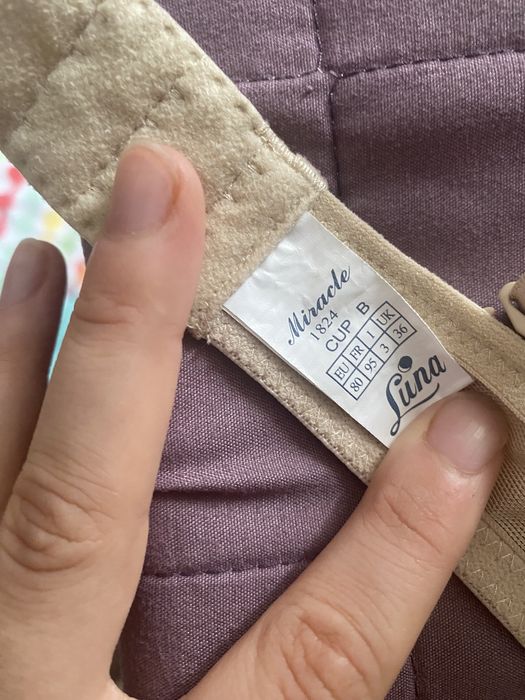 Miracle
1824
CUP B
EU FR I UK
80 95 3 36
Luna